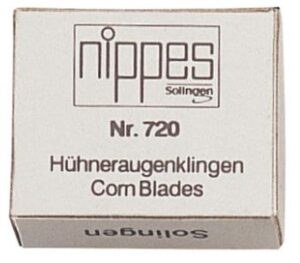 nippes
Solingen
Nr. 720
Hühneraugenklingen
Corn Blades
Solingen